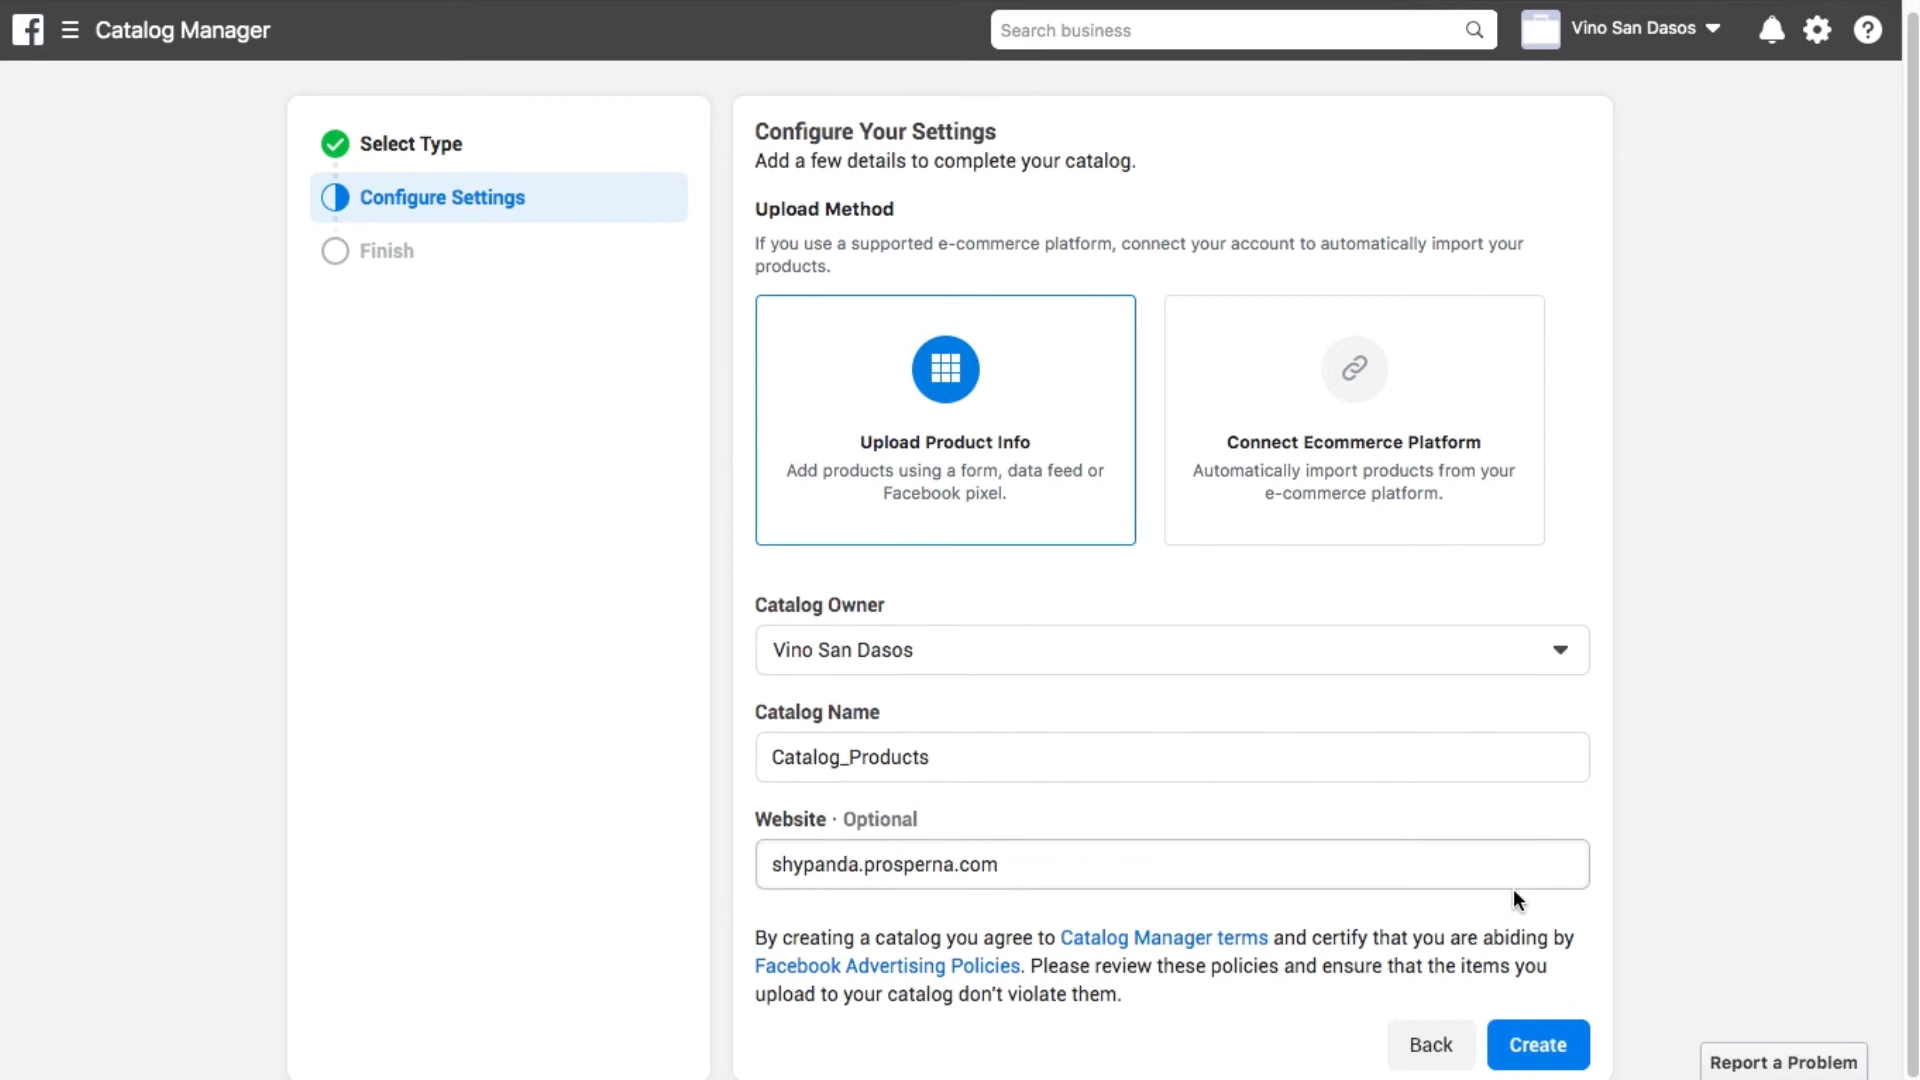 Catalog Manager
Search business
Vino San Dasos
Select Type
Configure Settings
Finish
Configure Your Settings
Add a few details to complete your catalog.
Upload Method
If you use a supported e-commerce platform, connect your account to automatically import your
products.
Upload Product Info
Add products using a form, data feed or
Facebook pixel.
Connect Ecommerce Platform
Automatically import products from your
e-commerce platform.
Catalog Owner
Vino San Dasos
Catalog Name
Catalog_Products
Website · Optional
shypanda.prosperna.com
By creating a catalog you agree to Catalog Manager terms and certify that you are abiding by
Facebook Advertising Policies. Please review these policies and ensure that the items you
upload to your catalog don't violate them.
Back
Create
Report a Problem